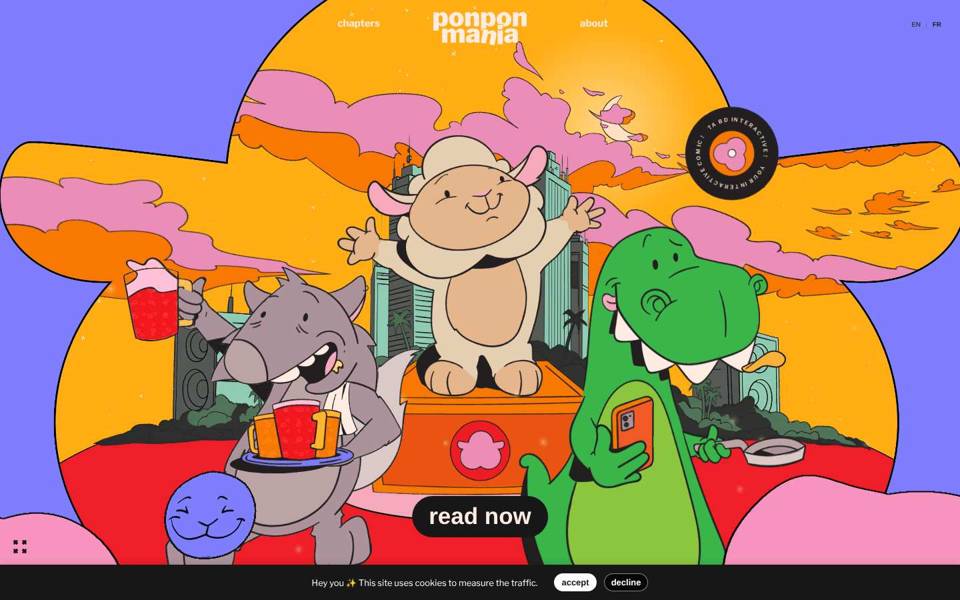 chapters
ponpon
mania
about
EN | FR
TA BD INTERACTIVE !
YOUR INTERACTIVE COMIC !
read now
Hey you ✨ This site uses cookies to measure the traffic.
accept
decline